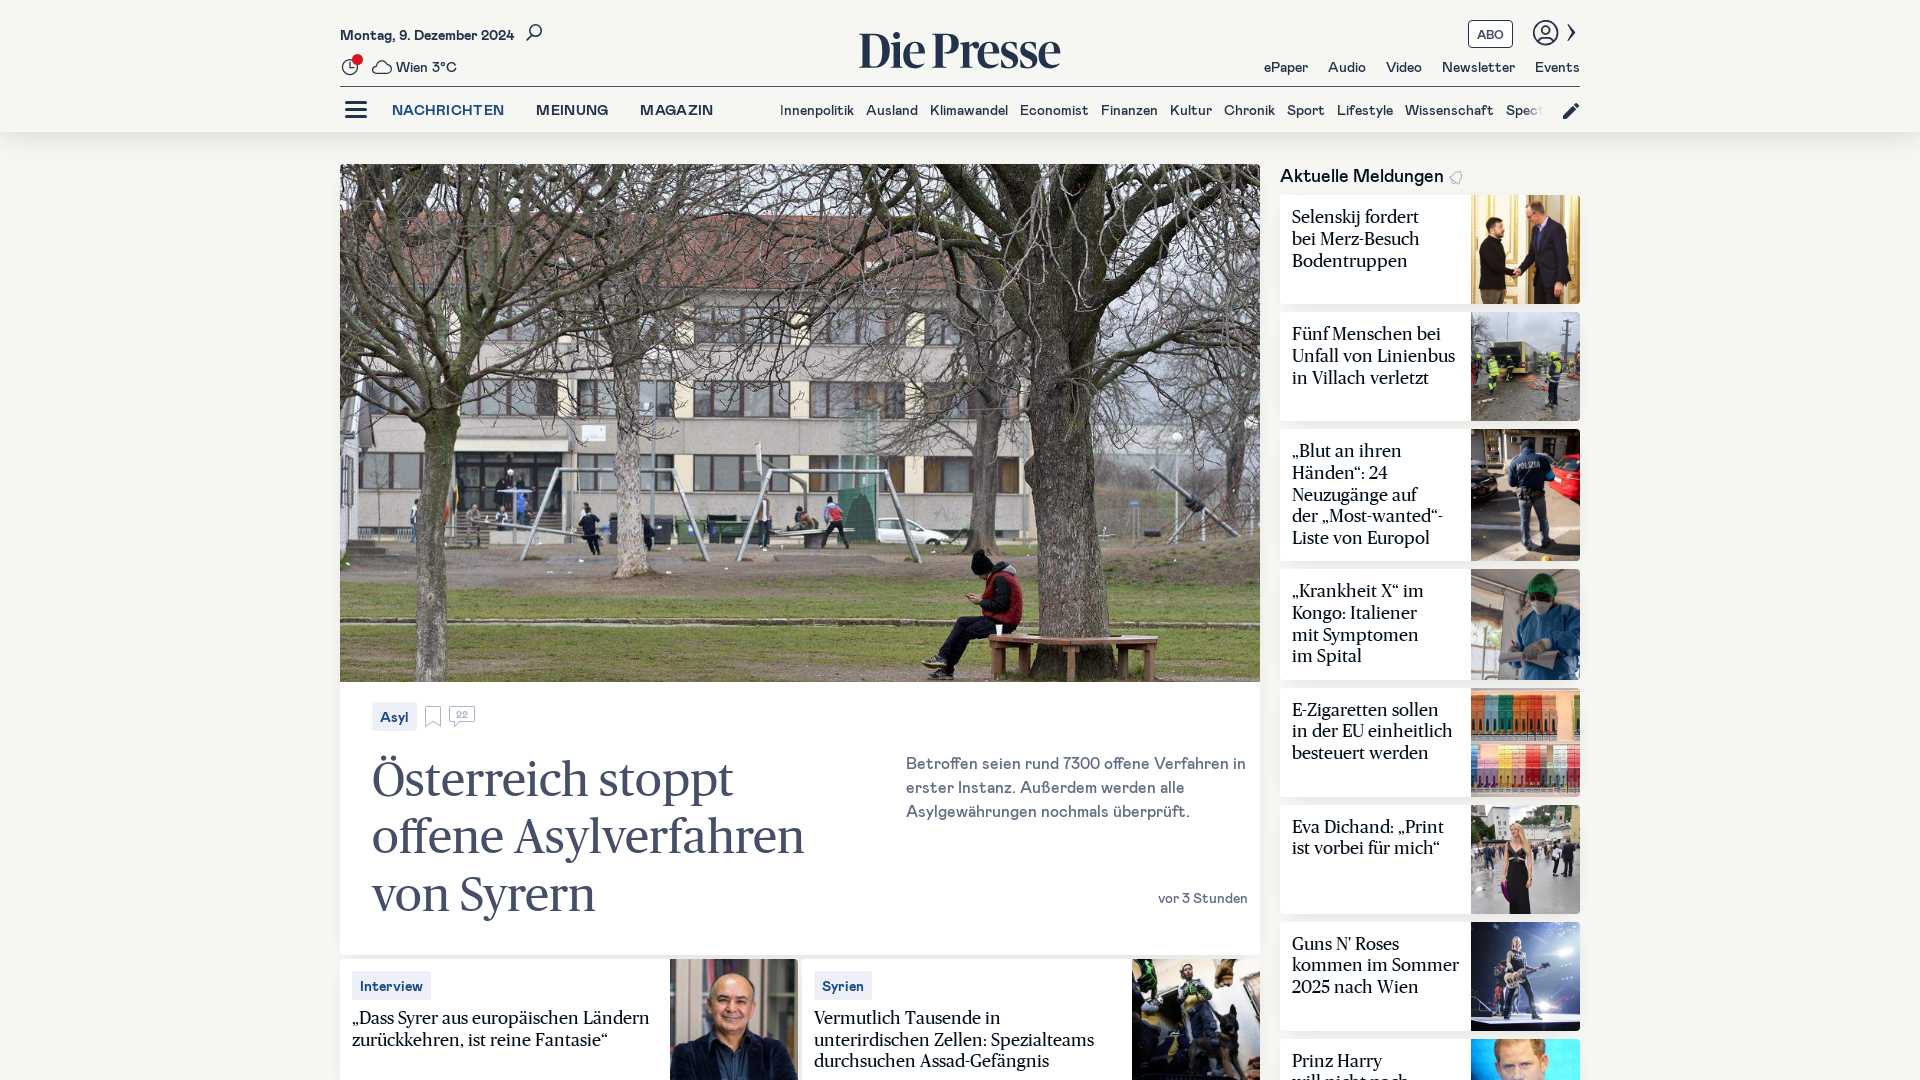 Montag, 9. Dezember 2024
Die Presse
ABO
Wien 3°C
ePaper Audio Video Newsletter Events
NACHRICHTEN MEINUNG MAGAZIN
Innenpolitik Ausland Klimawandel Economist Finanzen Kultur Chronik Sport Lifestyle Wissenschaft Spect
Asyl
22
Österreich stoppt
offene Asylverfahren
von Syrern
Betroffen seien rund 7300 offene Verfahren in
erster Instanz. Außerdem werden alle
Asylgewährungen nochmals überprüft.
vor 3 Stunden
Interview
„Dass Syrer aus europäischen Ländern
zurückkehren, ist reine Fantasie“
Syrien
Vermutlich Tausende in
unterirdischen Zellen: Spezialteams
durchsuchen Assad-Gefängnis
Aktuelle Meldungen
Selenskij fordert
bei Merz-Besuch
Bodentruppen
Fünf Menschen bei
Unfall von Linienbus
in Villach verletzt
„Blut an ihren
Händen“: 24
Neuzugänge auf
der „Most-wanted“-
Liste von Europol
POLIZIA
„Krankheit X“ im
Kongo: Italiener
mit Symptomen
im Spital
E-Zigaretten sollen
in der EU einheitlich
besteuert werden
Eva Dichand: „Print
ist vorbei für mich“
Guns N' Roses
kommen im Sommer
2025 nach Wien
Prinz Harry
will nicht nach